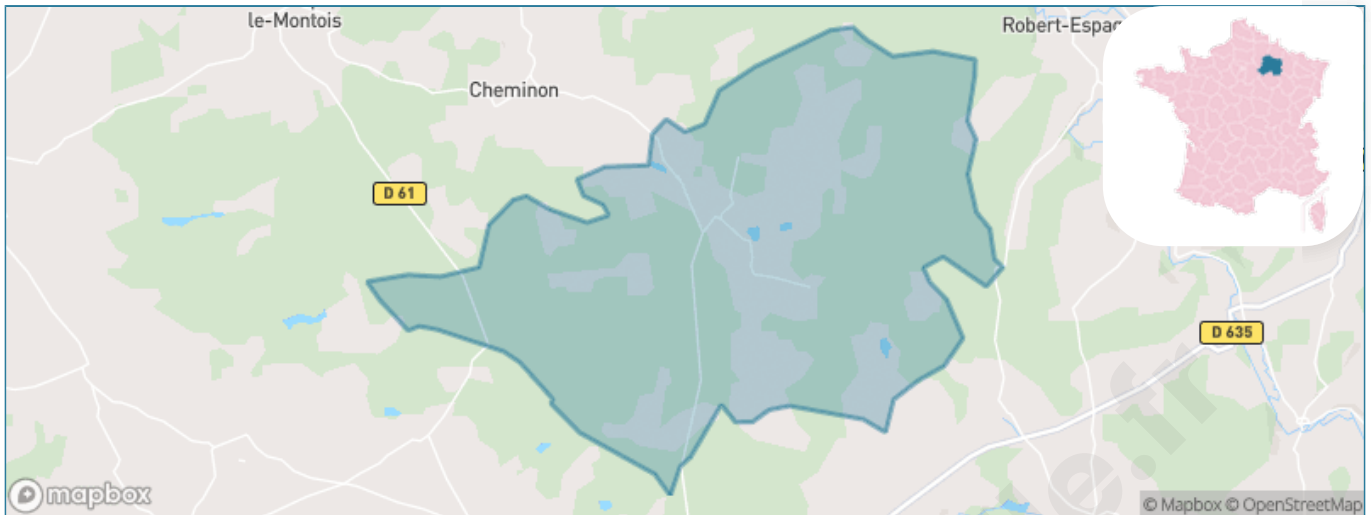 le-Montois
Robert-Espag
Cheminon
D 61
D 635
mapbox
© Mapbox © OpenStreetMap